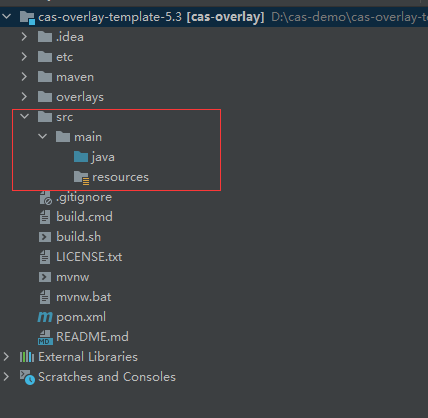 cas-overlay-template-5.3 [cas-overlay] D:\cas-demo\cas-overlay-te
.idea
etc
maven
overlays
src
main
java
resources
.gitignore
build.cmd
build.sh
LICENSE.txt
mvnw
mvnw.bat
pom.xml
README.md
External Libraries
Scratches and Consoles